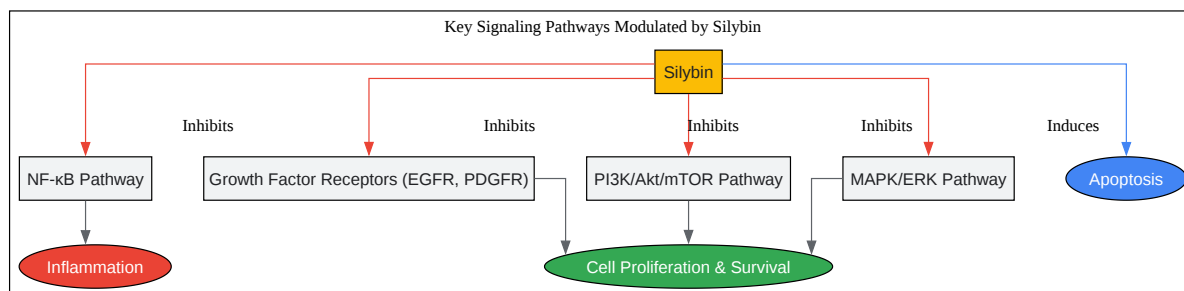 Key Signaling Pathways Modulated by Silybin
Silybin
Inhibits
Inhibits
Inhibits
Inhibits
Induces
NF-κB Pathway
Growth Factor Receptors (EGFR, PDGFR)
PI3K/Akt/mTOR Pathway
MAPK/ERK Pathway
Apoptosis
Inflammation
Cell Proliferation & Survival